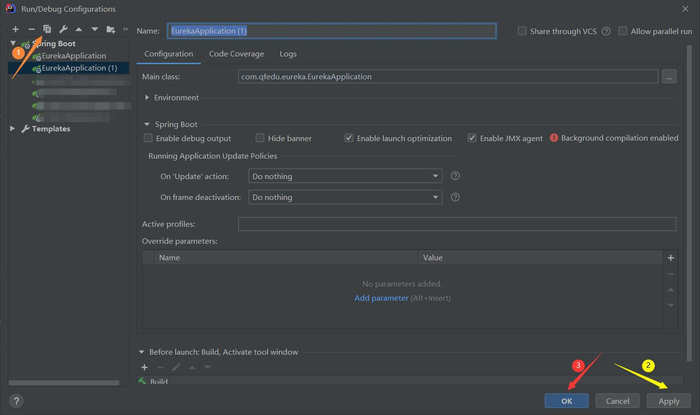 Run/Debug Configurations
Name: EurekaApplication (1)
Share through VCS
Allow parallel run
1
Spring Boot
EurekaApplication
EurekaApplication (1)
Templates
Configuration Code Coverage Logs
Main class: com.qfedu.eureka.EurekaApplication ...
Environment
Spring Boot
Enable debug output Hide banner Enable launch optimization Enable JMX agent Background compilation enabled
Running Application Update Policies
On 'Update' action: Do nothing
On frame deactivation: Do nothing
Active profiles:
Override parameters:
Name Value
No parameters added.
Add parameter (Alt+Insert)
Before launch: Build, Activate tool window
Build
3 2
OK Cancel Apply